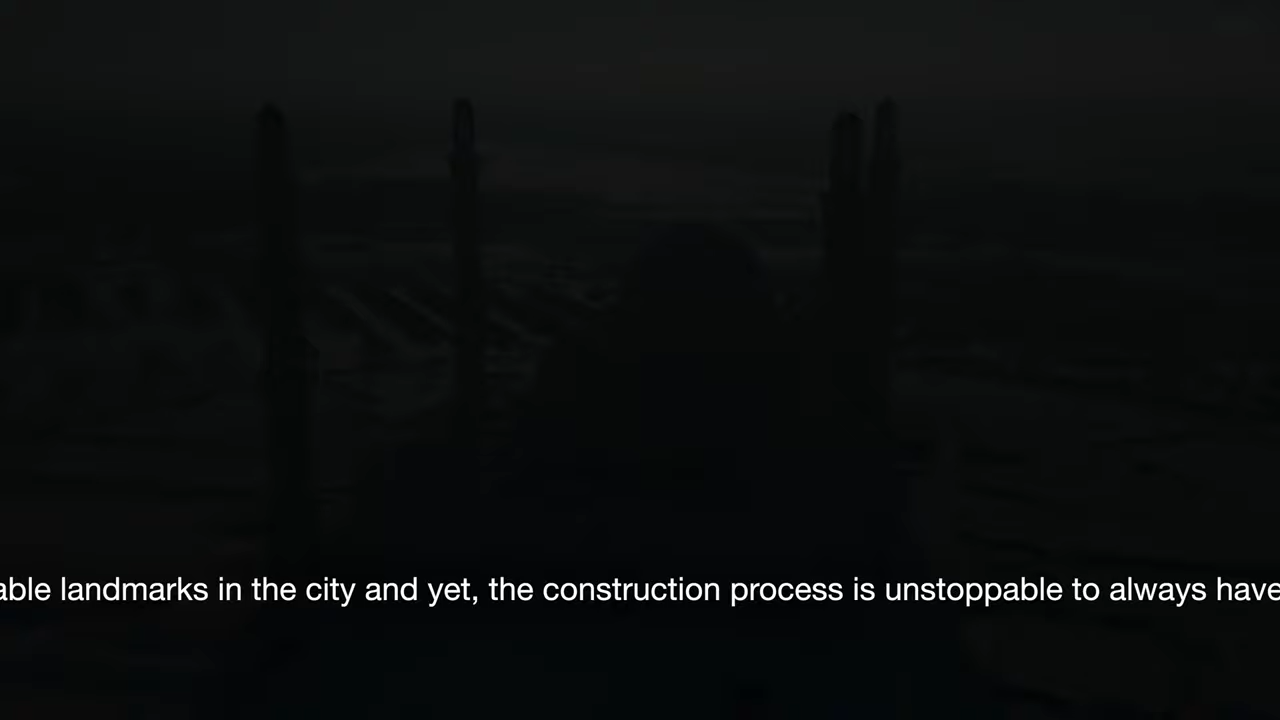 able landmarks in the city and yet, the construction process is unstoppable to always have